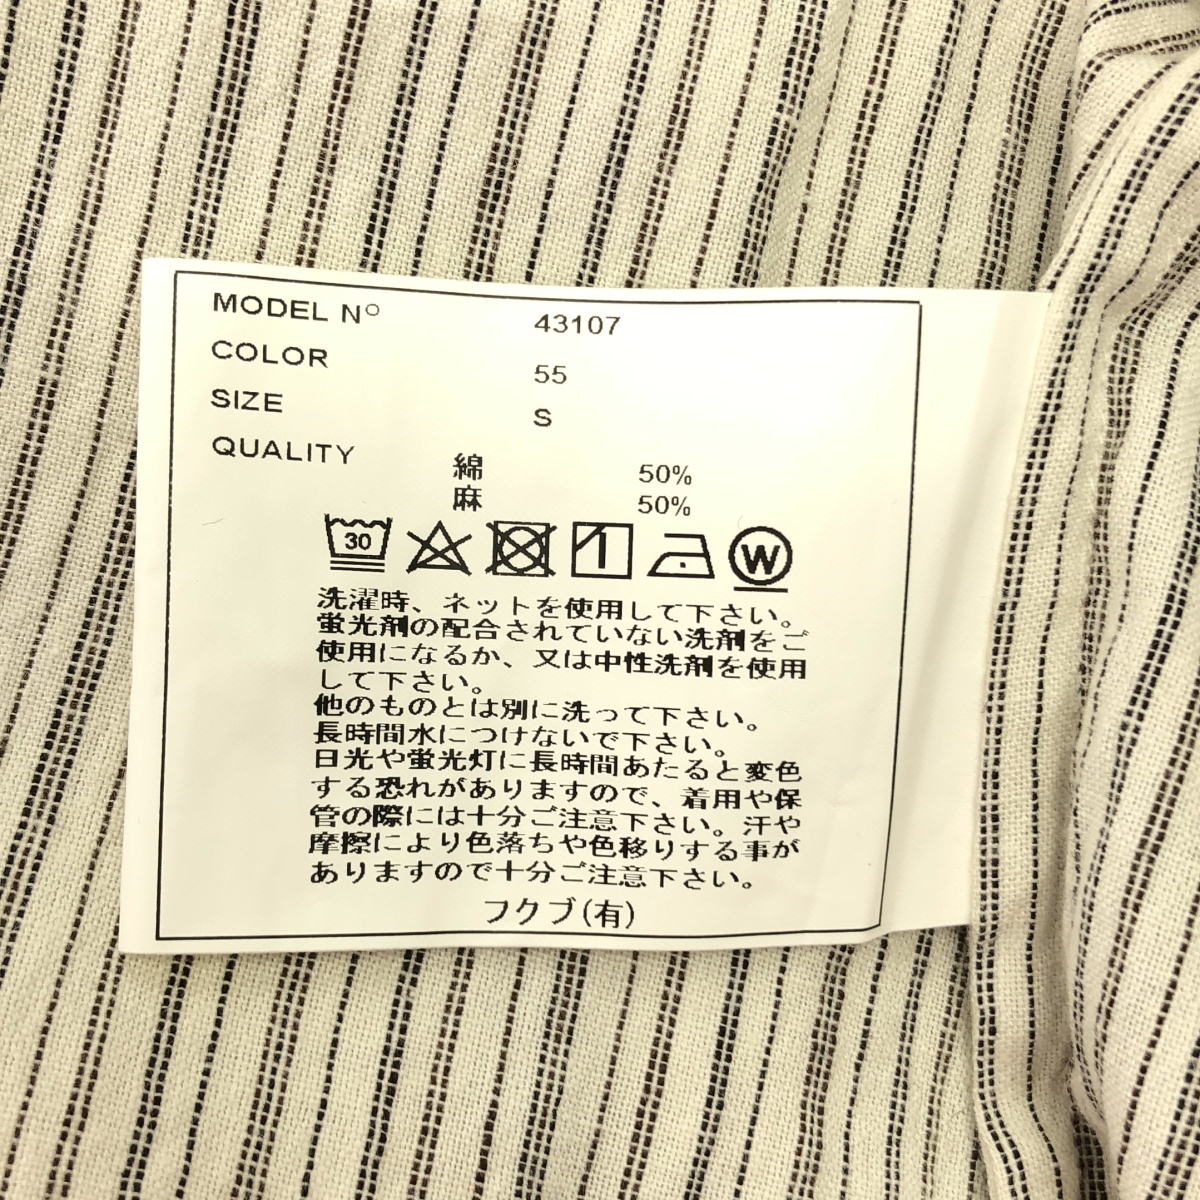 MODEL Nº 43107
COLOR 55
SIZE S
QUALITY
綿 50%
麻 50%
30 W
洗濯時、ネットを使用して下さい。
蛍光剤の配合されていない洗剤をご
使用になるか、又は中性洗剤を使用
して下さい。
他のものとは別に洗って下さい。
長時間水につけないで下さい。
日光や蛍光灯に長時間あたると変色
する恐れがありますので、着用や保
管の際には十分ご注意下さい。汗や
摩擦により色落ちや色移りする事が
ありますので十分ご注意下さい。
フクブ(有)